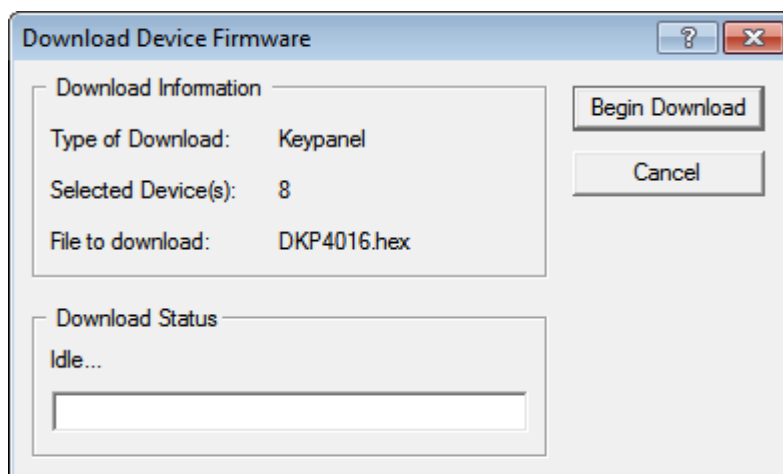 Download Device Firmware
Download Information
Type of Download: Keypanel
Selected Device(s): 8
File to download: DKP4016.hex
Begin Download
Cancel
Download Status
Idle...